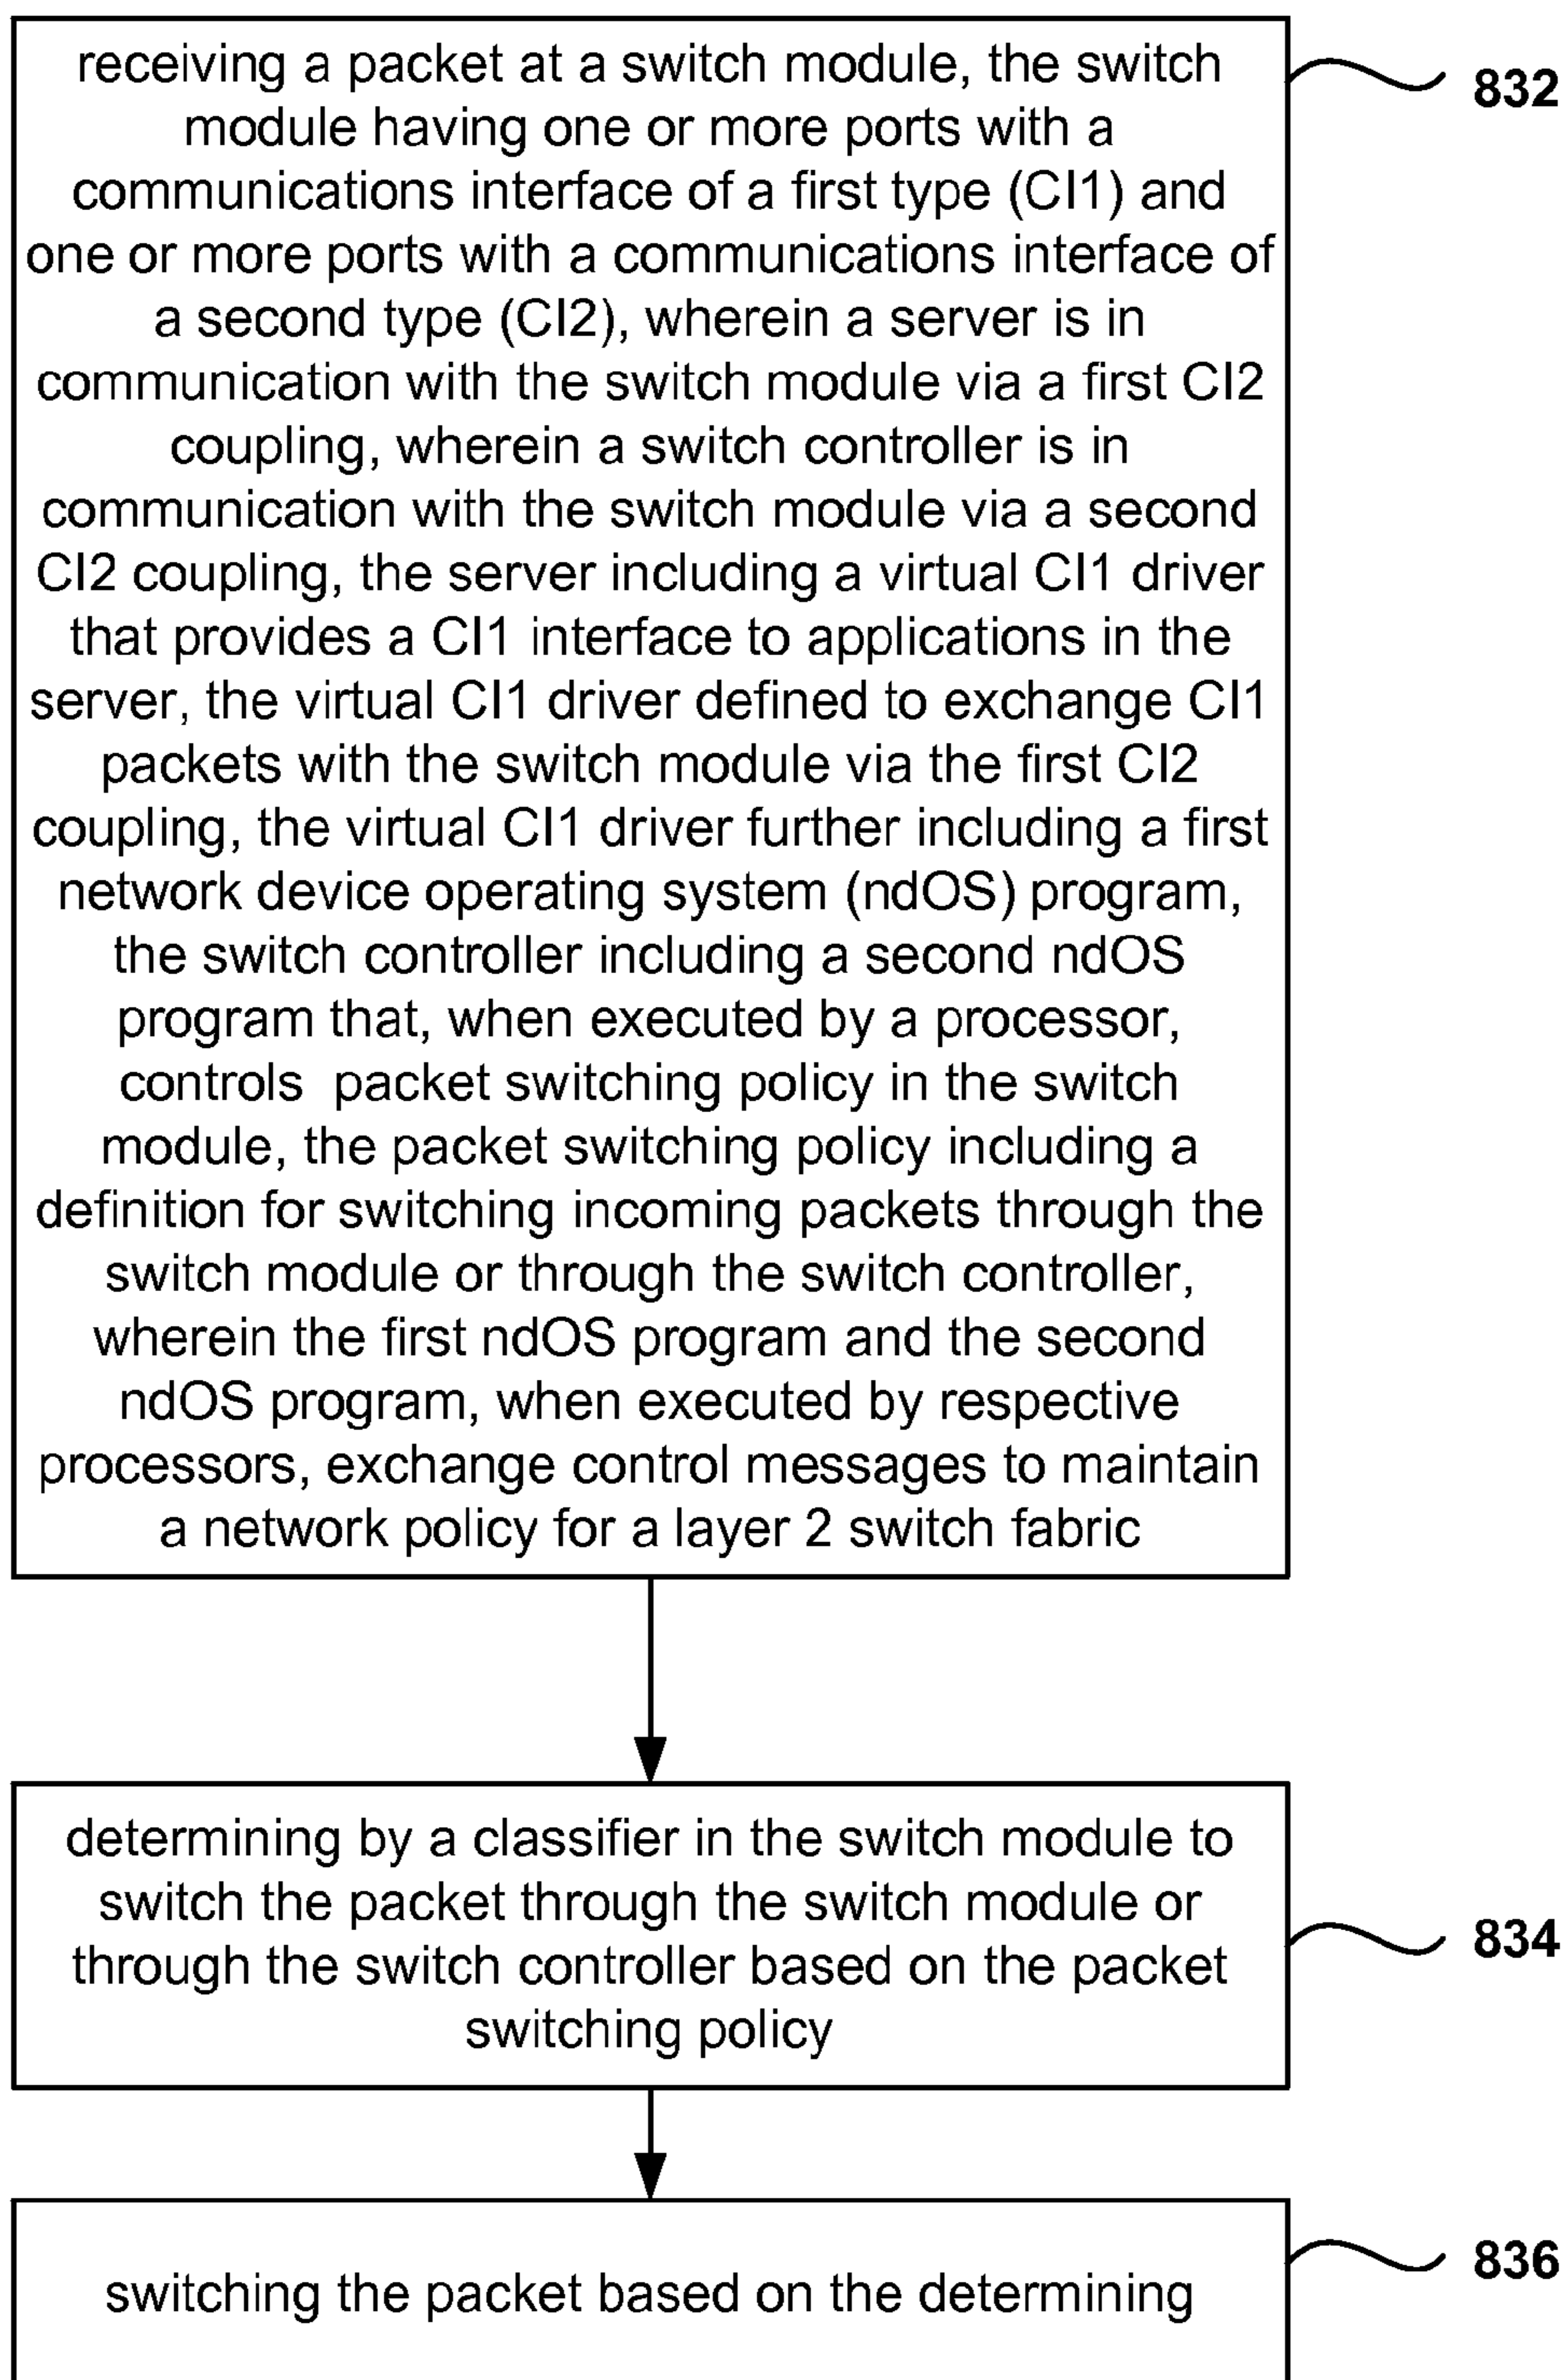 receiving a packet at a switch module, the switch
module having one or more ports with a
communications interface of a first type (CI1) and
one or more ports with a communications interface of
a second type (CI2), wherein a server is in
communication with the switch module via a first CI2
coupling, wherein a switch controller is in
communication with the switch module via a second
CI2 coupling, the server including a virtual CI1 driver
that provides a CI1 interface to applications in the
server, the virtual CI1 driver defined to exchange CI1
packets with the switch module via the first CI2
coupling, the virtual CI1 driver further including a first
network device operating system (ndOS) program,
the switch controller including a second ndOS
program that, when executed by a processor,
controls  packet switching policy in the switch
module, the packet switching policy including a
definition for switching incoming packets through the
switch module or through the switch controller,
wherein the first ndOS program and the second
ndOS program, when executed by respective
processors, exchange control messages to maintain
a network policy for a layer 2 switch fabric
832
determining by a classifier in the switch module to
switch the packet through the switch module or
through the switch controller based on the packet
switching policy
834
switching the packet based on the determining
836